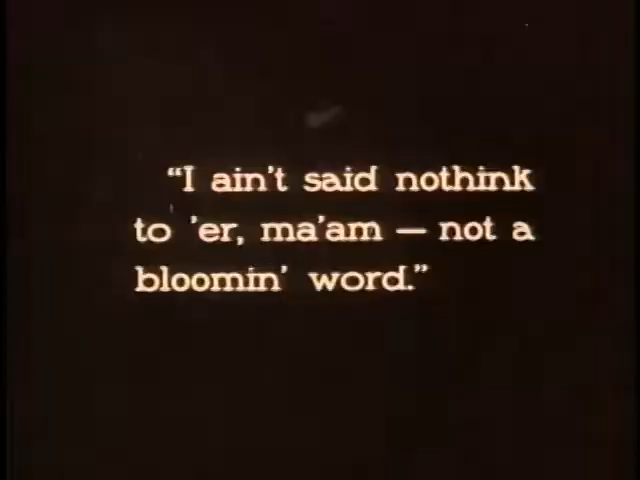 “I ain't said nothink
to 'er, ma'am — not a
bloomin' word.”